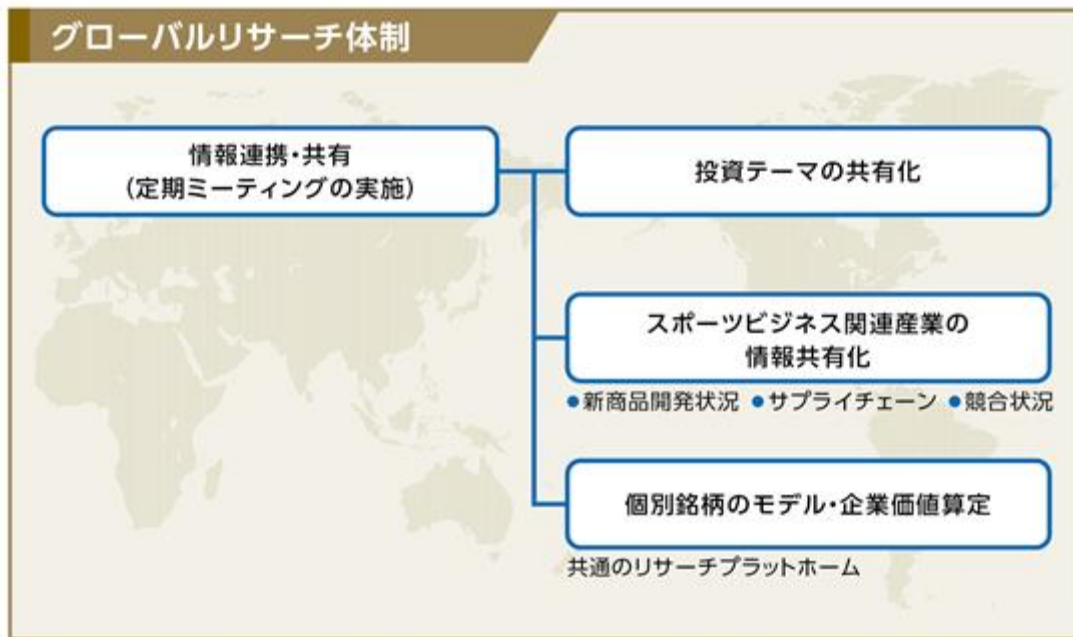 グローバルリサーチ体制
情報連携・共有
(定期ミーティングの実施)
投資テーマの共有化
スポーツビジネス関連産業の
情報共有化
●新商品開発状況 ●サプライチェーン ●競合状況
個別銘柄のモデル・企業価値算定
共通のリサーチプラットホーム